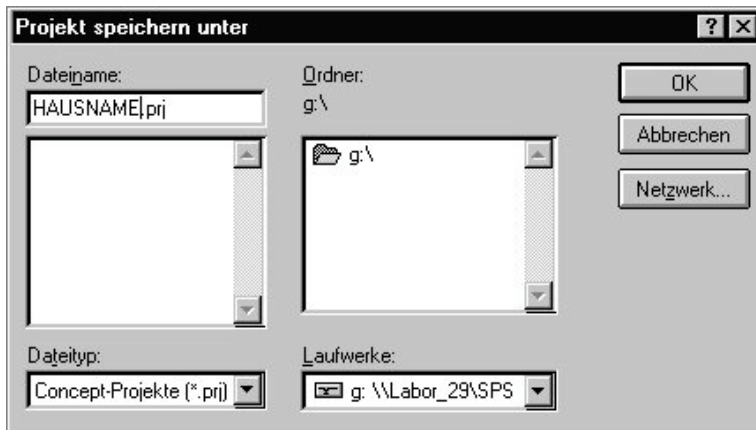 Projekt speichern unter
Dateiname:
HAUSNAME.prj
Ordner:
g:\
g:\
OK
Abbrechen
Netzwerk...
Dateityp:
Concept-Projekte (*.prj)
Laufwerke:
g: \\Labor_29\SPS